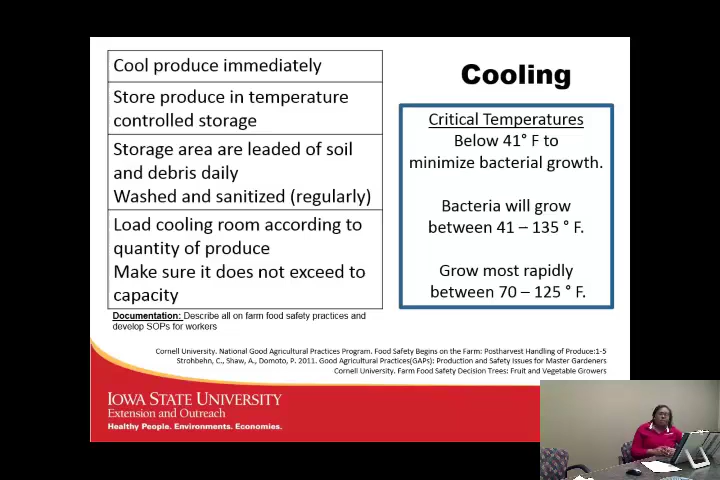 Cool produce immediately
Store produce in temperature
controlled storage
Storage area are leaded of soil
and debris daily
Washed and sanitized (regularly)
Load cooling room according to
quantity of produce
Make sure it does not exceed to
capacity
Documentation: Describe all on farm food safety practices and
develop SOPs for workers
Cooling
Critical Temperatures
Below 41° F to
minimize bacterial growth.
Bacteria will grow
between 41 – 135 ° F.
Grow most rapidly
between 70 – 125 ° F.
Cornell University. National Good Agricultural Practices Program. Food Safety Begins on the Farm: Postharvest Handling of Produce:1-5
Strohbehn, C., Shaw, A., Domoto, P. 2011. Good Agricultural Practices(GAPs): Production and Safety Issues for Master Gardeners
Cornell University. Farm Food Safety Decision Trees: Fruit and Vegetable Growers
IOWA STATE UNIVERSITY
Extension and Outreach
Healthy People. Environments. Economies.